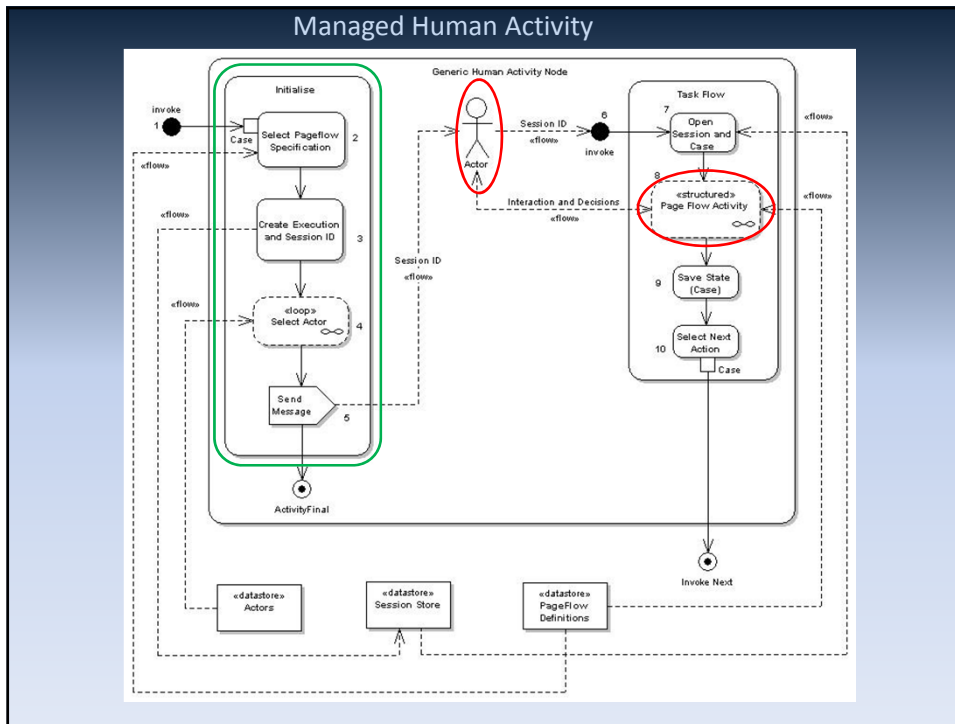 Managed Human Activity
Generic Human Activity Node
Initialise
invoke
1
Case
Select Pageflow
Specification
2
«flow»
«flow»
Create Execution
and Session ID
3
«flow»
«loop»
Select Actor
4
Send
Message
5
ActivityFinal
Session ID
«flow»
Actor
Session ID
«flow»
6
invoke
Interaction and Decisions
«flow»
Task Flow
7
Open
Session and
Case
«flow»
8
«structured»
Page Flow Activity
«flow»
9
Save State
(Case)
10
Select Next
Action
Case
Invoke Next
«datastore»
Actors
«datastore»
Session Store
«datastore»
PageFlow
Definitions